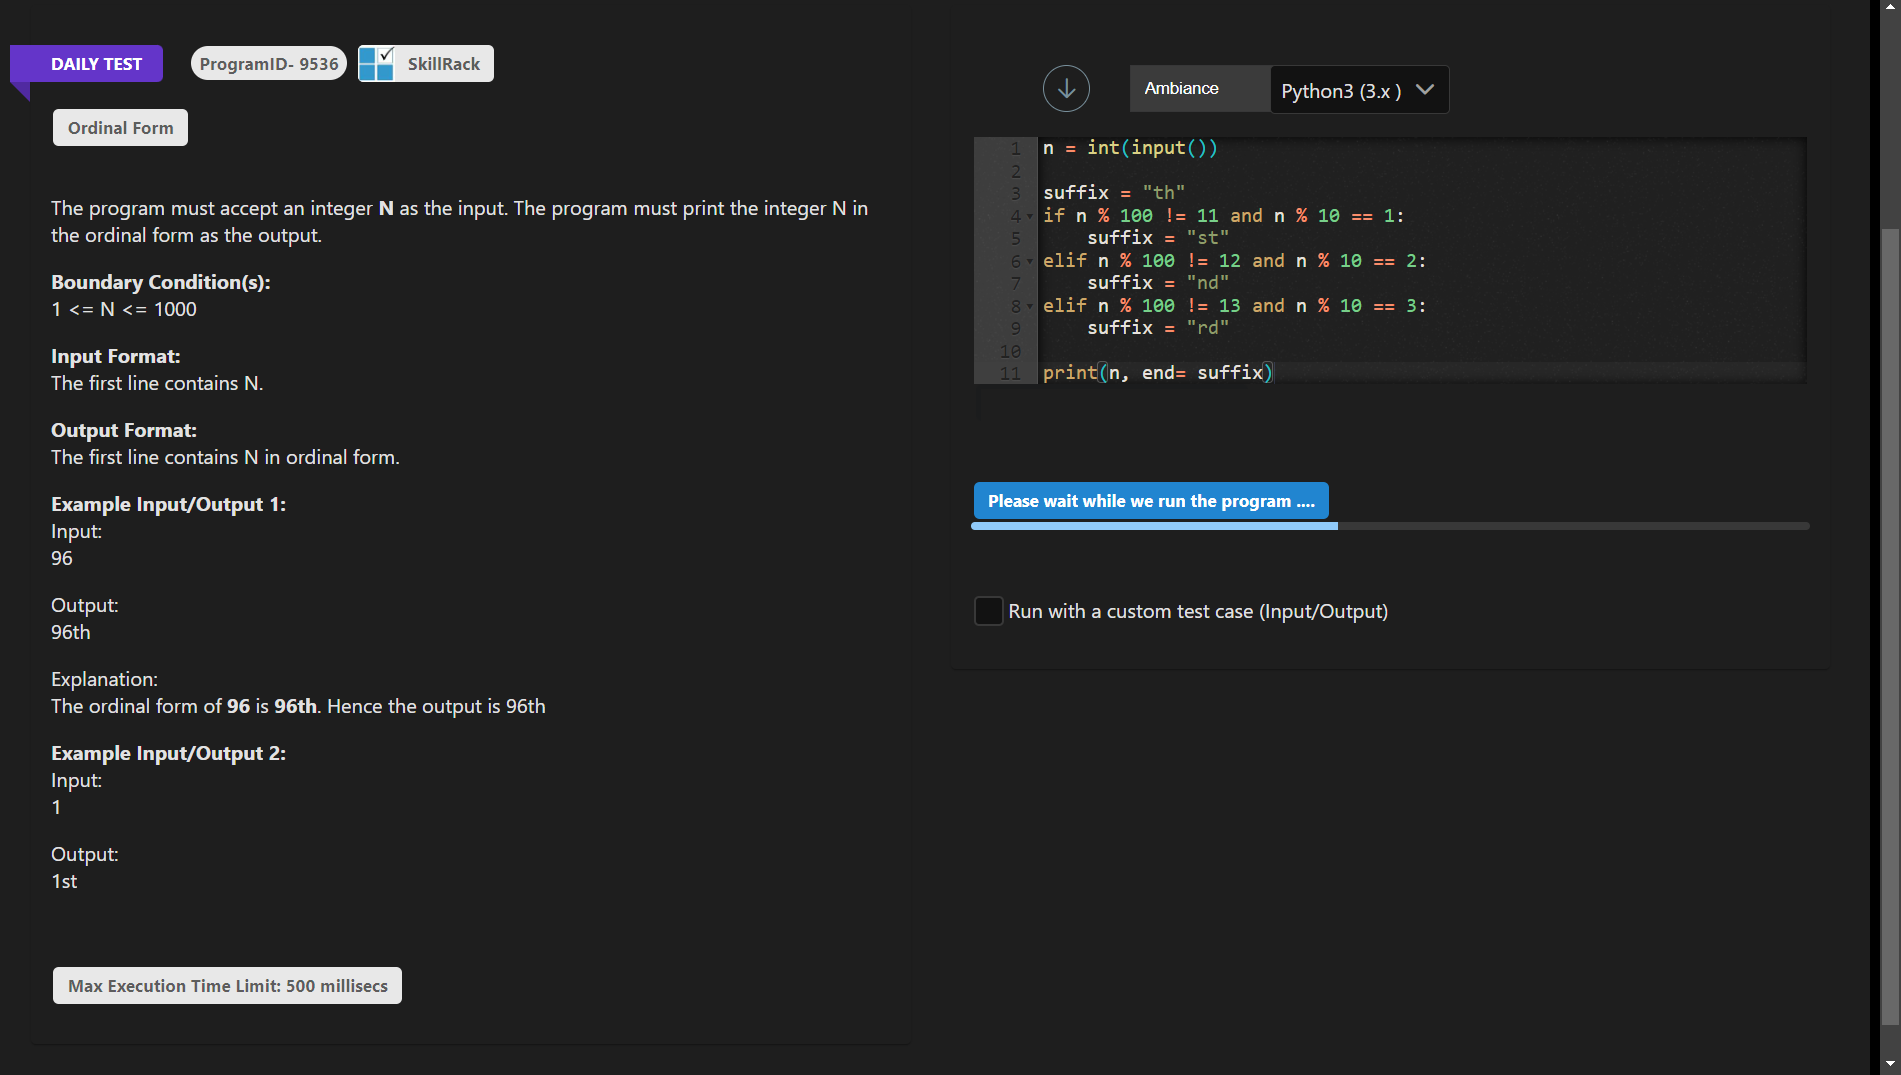 DAILY TEST
ProgramID- 9536
SkillRack
Ordinal Form
The program must accept an integer N as the input. The program must print the integer N in
the ordinal form as the output.
Boundary Condition(s):
1 <= N <= 1000
Input Format:
The first line contains N.
Output Format:
The first line contains N in ordinal form.
Example Input/Output 1:
Input:
96
Output:
96th
Explanation:
The ordinal form of 96 is 96th. Hence the output is 96th
Example Input/Output 2:
Input:
1
Output:
1st
Max Execution Time Limit: 500 millisecs
Ambiance
Python3 (3.x )
1 n = int(input())
2
3 suffix = "th"
4 if n % 100 != 11 and n % 10 == 1:
5     suffix = "st"
6 elif n % 100 != 12 and n % 10 == 2:
7     suffix = "nd"
8 elif n % 100 != 13 and n % 10 == 3:
9     suffix = "rd"
10
11 print(n, end= suffix)
Please wait while we run the program ....
Run with a custom test case (Input/Output)